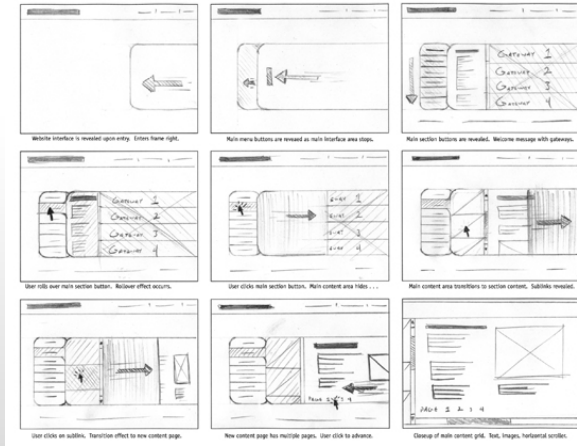 Website interface is revealed upon entry. Enters frame right.
Main menu buttons are revealed as main interface area stops.
GATEWAY 1
GATEWAY 2
GATEWAY 3
GATEWAY 4
Main section buttons are revealed. Welcome message with gateways.
GATEWAY 1
GATEWAY 2
GATEWAY 3
GATEWAY 4
User rolls over main section button. Rollover effect occurs.
1
2
3
4
User clicks main section button. Main content area hides . . .
Main content area transitions to section content. Sublinks revealed.
User clicks on sublink. Transition effect to new content page.
New content page has multiple pages. User click to advance.
PAGE 1 2 3 4
Closeup of main content grid. Text, images, horizontal scroller.